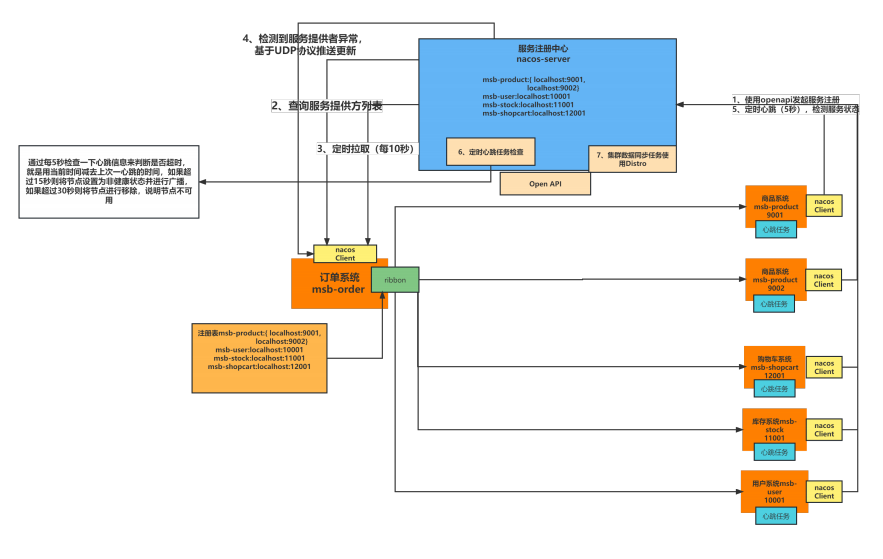 4、检测到服务提供者异常，
基于UDP协议推送更新
服务注册中心
nacos-server
msb-product:( localhost:9001,
localhost:9002)
msb-user:localhost:10001
msb-stock:localhost:11001
msb-shopcart:localhost:12001
2、查询服务提供方列表
1、使用openapi发起服务注册
5、定时心跳（5秒），检测服务状态
3、定时拉取（每10秒）
6、定时心跳任务检查
7、集群数据同步任务使
用Distro
Open API
通过每5秒检查一下心跳信息来判断是否超时，
就是用当前时间减去上次一心跳的时间，如果超
过15秒则将节点设置为非健康状态并进行广播，
如果超过30秒则将节点进行移除，说明节点不可
用
商品系统
msb-product
9001
nacos
Client
心跳任务
nacos
Client
订单系统
msb-order
ribbon
商品系统
msb-product
9002
nacos
Client
心跳任务
注册表msb-product:( localhost:9001,
localhost:9002)
msb-user:localhost:10001
msb-stock:localhost:11001
msb-shopcart:localhost:12001
购物车系统
msb-shopcart
12001
nacos
Client
心跳任务
库存系统msb-
stock
11001
nacos
Client
心跳任务
用户系统msb-
user
10001
nacos
Client
心跳任务